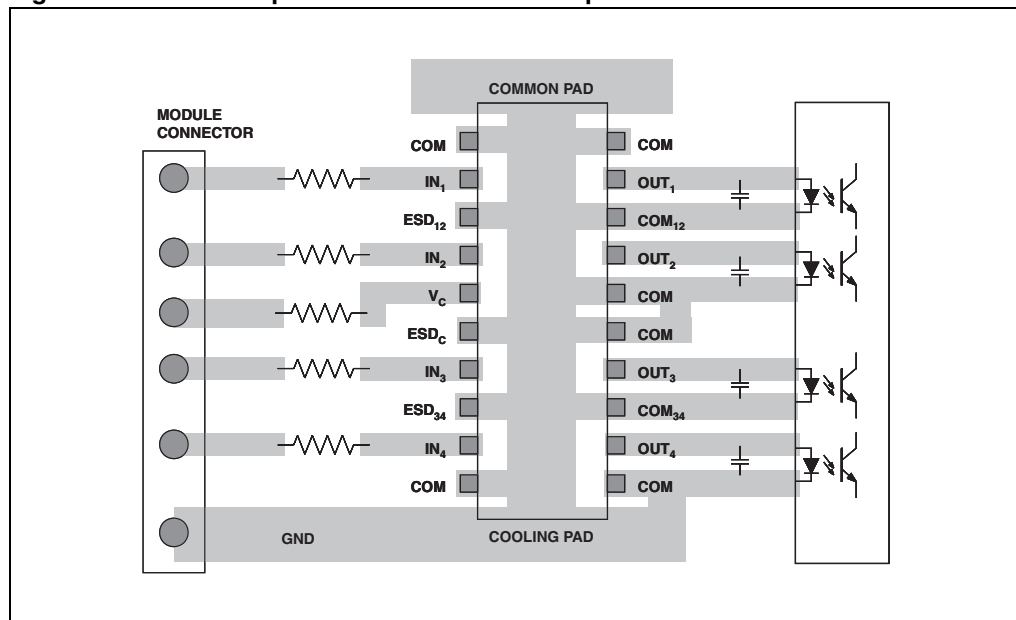 COMMON PAD
MODULE
CONNECTOR
COM
COM
IN1
OUT1
ESD12
COM12
IN2
OUT2
VC
COM
ESDC
COM
IN3
OUT3
ESD34
COM34
IN4
OUT4
COM
COM
GND
COOLING PAD